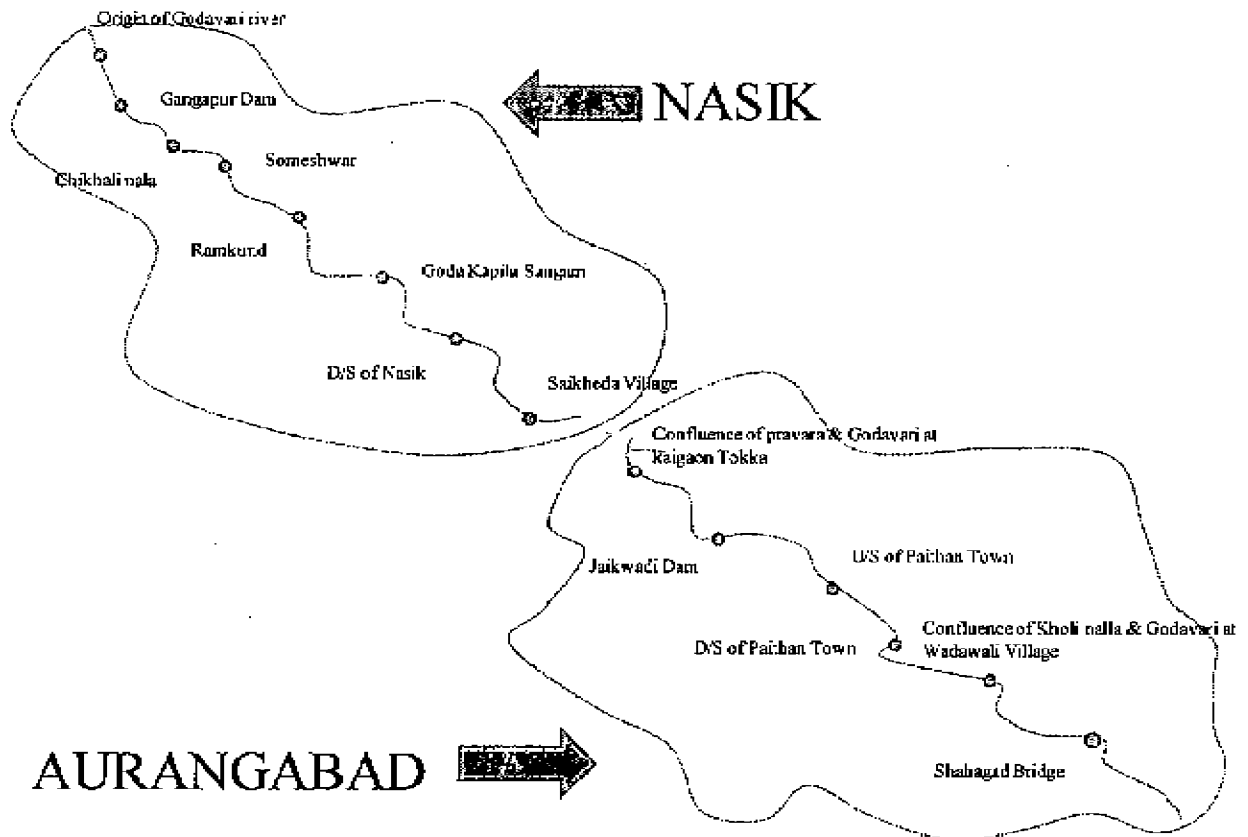 Origin of Godavari river
Gangapur Dam
NASIK
Someshwar
Chikhali nala
Ramkund
Goda Kapila Sangam
D/S of Nasik
Saikheda Village
Confluence of pravara & Godavari at
Raigaon Tokka
Jaikwadi Dam
U/S of Paithan Town
D/S of Paithan Town
Confluence of Kholi nalla & Godavari at
Wadawali Village
AURANGABAD
Shahagad Bridge